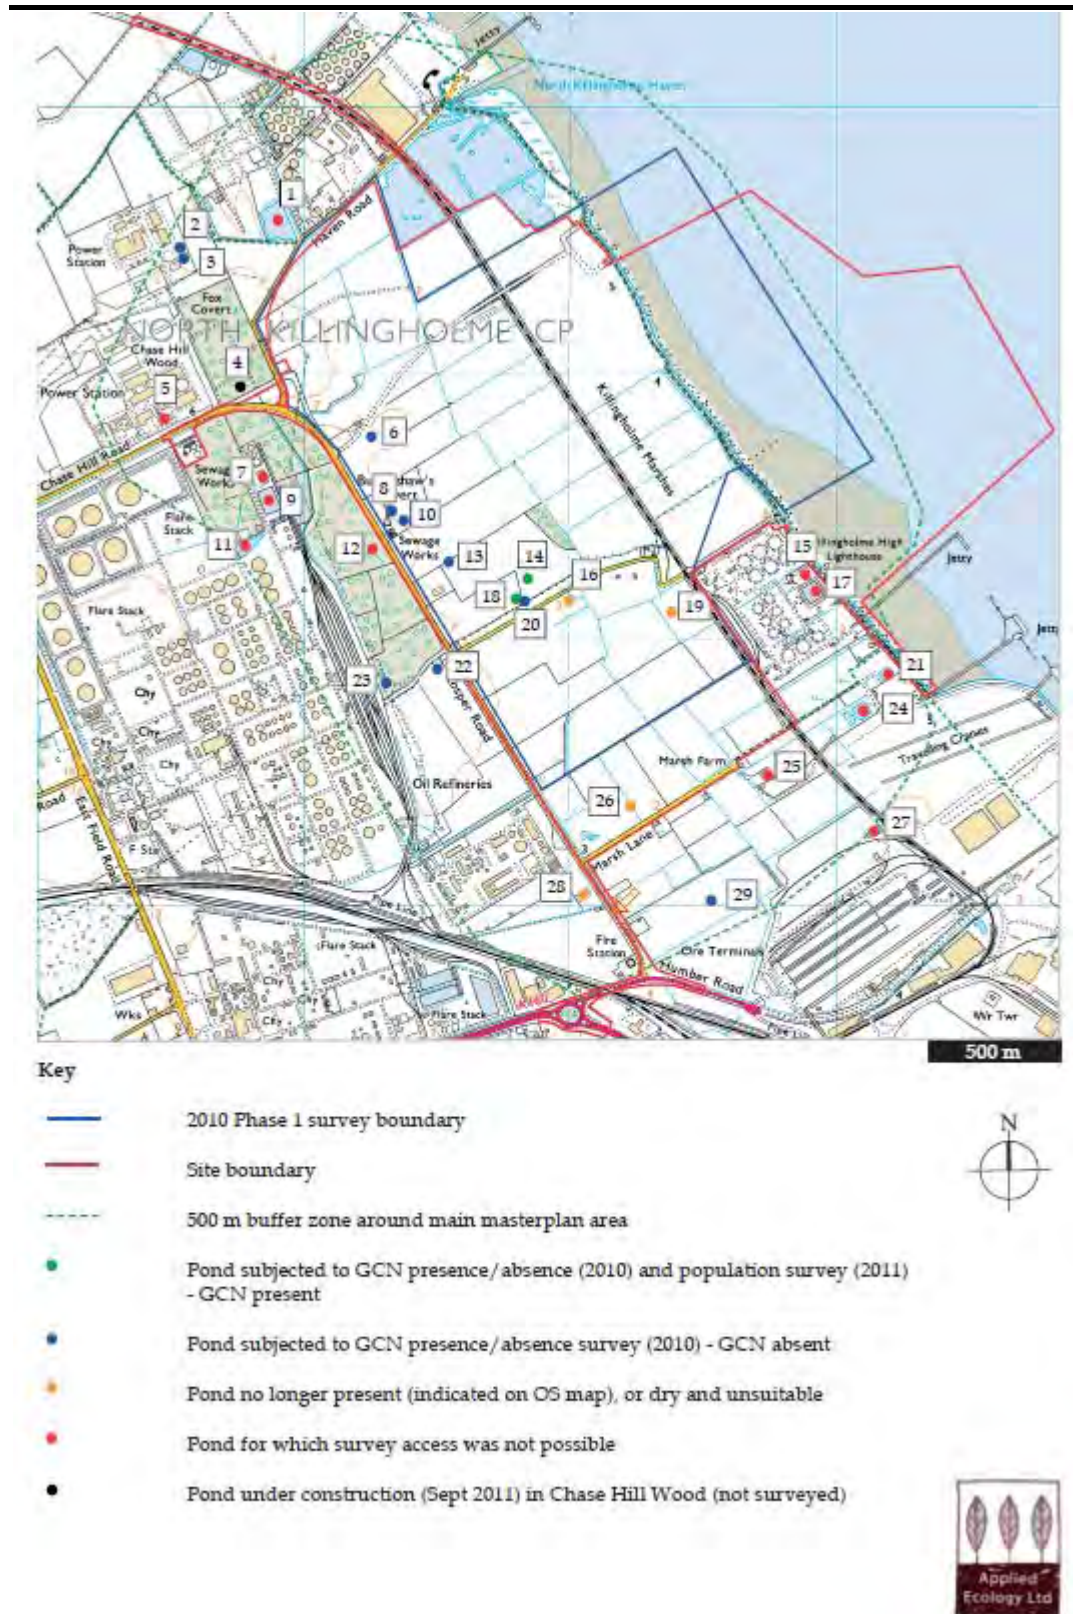 Jetty
North Killingholme Haven
1
Haven Road
2
Power
Station
3
Fox
Covert
NORTH KILLINGHOLME CP
Chase Hill
Wood
4
Power Station
5
Killingholme Marshes
6
Chase Hill Road
Sewage
Works
7
8
9
10
Flare
Stack
11
12
Sewage
Works
13
14
15
Killingholme High
Lighthouse
Jetty
16
17
18
19
20
Flare Stack
Jetty
21
22
23
24
Rosper Road
Chy
Chy
Chy
Travelling Cranes
Marsh Farm
25
Oil Refineries
26
Road
East Field Road
27
F Sta
Marsh Lane
28
29
Pipe Line
Flare Stack
Fire
Station
Ore Terminal
Humber Road
Chy
Chy
Wks
Chy
Flare Stack
Wr Twr
500 m
Key
2010 Phase 1 survey boundary
N
Site boundary
500 m buffer zone around main masterplan area
Pond subjected to GCN presence/absence (2010) and population survey (2011)
- GCN present
Pond subjected to GCN presence/absence survey (2010) - GCN absent
Pond no longer present (indicated on OS map), or dry and unsuitable
Pond for which survey access was not possible
Pond under construction (Sept 2011) in Chase Hill Wood (not surveyed)
Applied
Ecology Ltd